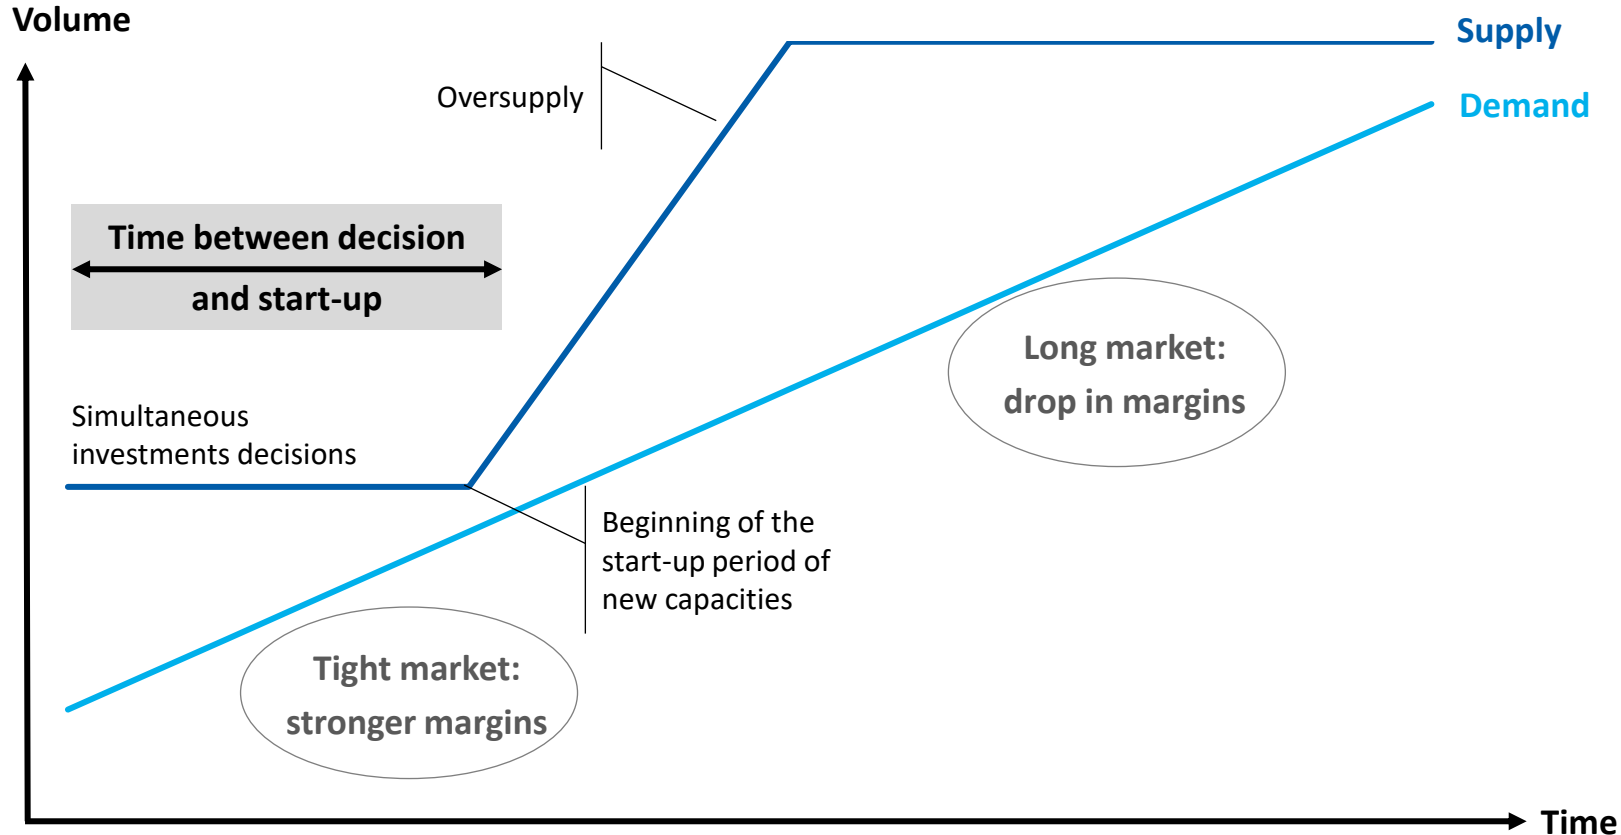 Volume
Supply
Oversupply
Demand
Time between decision
and start-up
Long market:
drop in margins
Simultaneous
investments decisions
Beginning of the
start-up period of
new capacities
Tight market:
stronger margins
Time